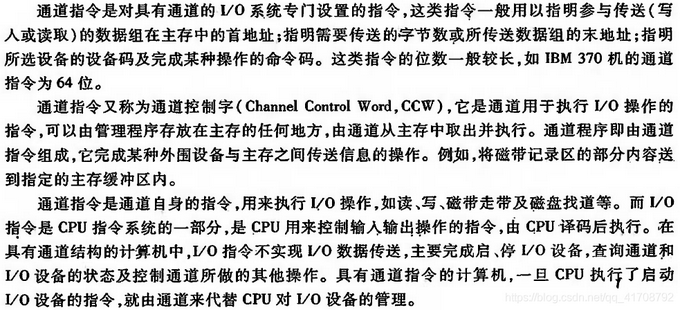 通道指令是对具有通道的 I/O 系统专门设置的指令,这类指令一般用以指明参与传送(写
入或读取)的数据组在主存中的首地址;指明需要传送的字节数或所传送数据组的末地址;指明
所选设备的设备码及完成某种操作的命令码。这类指令的位数一般较长,如 IBM 370 机的通道
指令为 64 位。
通道指令又称为通道控制字(Channel Control Word,CCW),它是通道用于执行 I/O 操作的
指令,可以由管理程序存放在主存的任何地方,由通道从主存中取出并执行。通道程序即由通道
指令组成,它完成某种外围设备与主存之间传送信息的操作。例如,将磁带记录区的部分内容送
到指定的主存缓冲区内。
通道指令是通道自身的指令,用来执行 I/O 操作,如读、写、磁带走带及磁盘找道等。而 I/O
指令是 CPU 指令系统的一部分,是 CPU 用来控制输入输出操作的指令,由 CPU 译码后执行。在
具有通道结构的计算机中,I/O 指令不实现 I/O 数据传送,主要完成启、停 I/O 设备,查询通道和
I/O 设备的状态及控制通道所做的其他操作。具有通道指令的计算机,一旦 CPU 执行了启动
I/O 设备的指令,就由通道来代替 CPU 对 I/O 设备的管理。
https://blog.csdn.net/qq_41708792